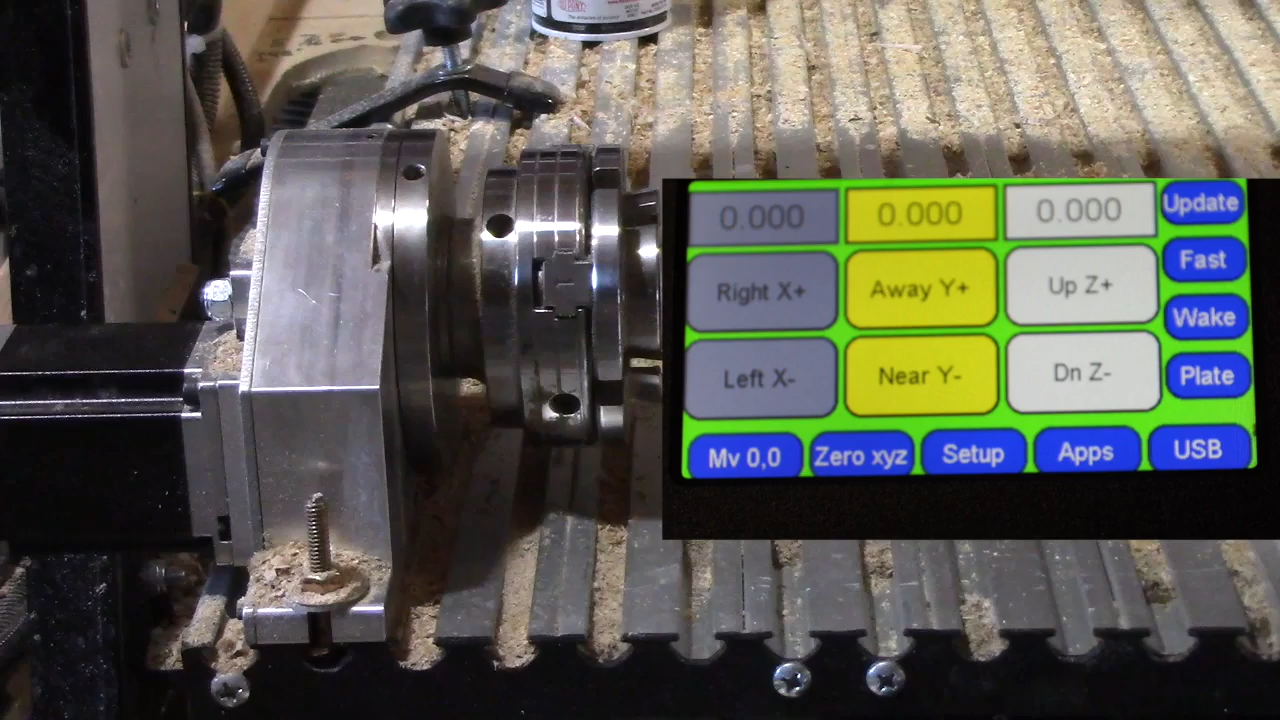 0.000 0.000 0.000 Update
Fast
Right X+ Away Y+ Up Z+
Wake
Left X- Near Y- Dn Z-
Plate
Mv 0,0 Zero xyz Setup Apps USB